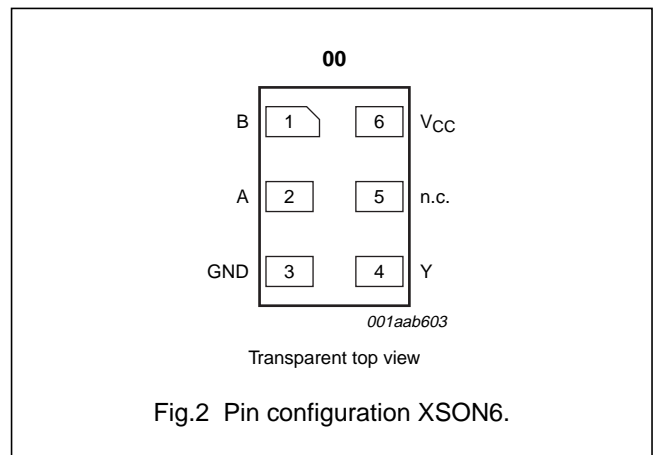 00
B 1 6 VCC
A 2 5 n.c.
GND 3 4 Y
001aab603
Transparent top view
Fig.2 Pin configuration XSON6.